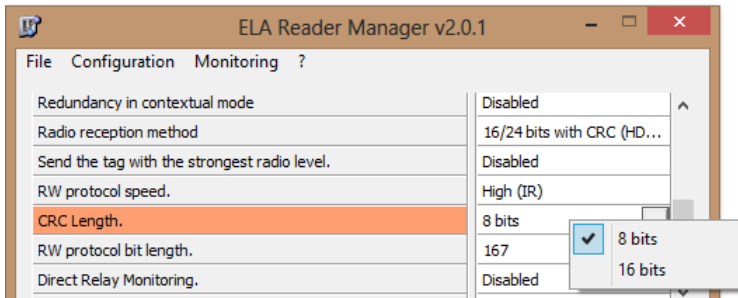 ELA Reader Manager v2.0.1
File Configuration Monitoring ?
Redundancy in contextual mode Disabled
Radio reception method 16/24 bits with CRC (HD...
Send the tag with the strongest radio level. Disabled
RW protocol speed. High (IR)
CRC Length. 8 bits
8 bits
RW protocol bit length. 167
16 bits
Direct Relay Monitoring. Disabled